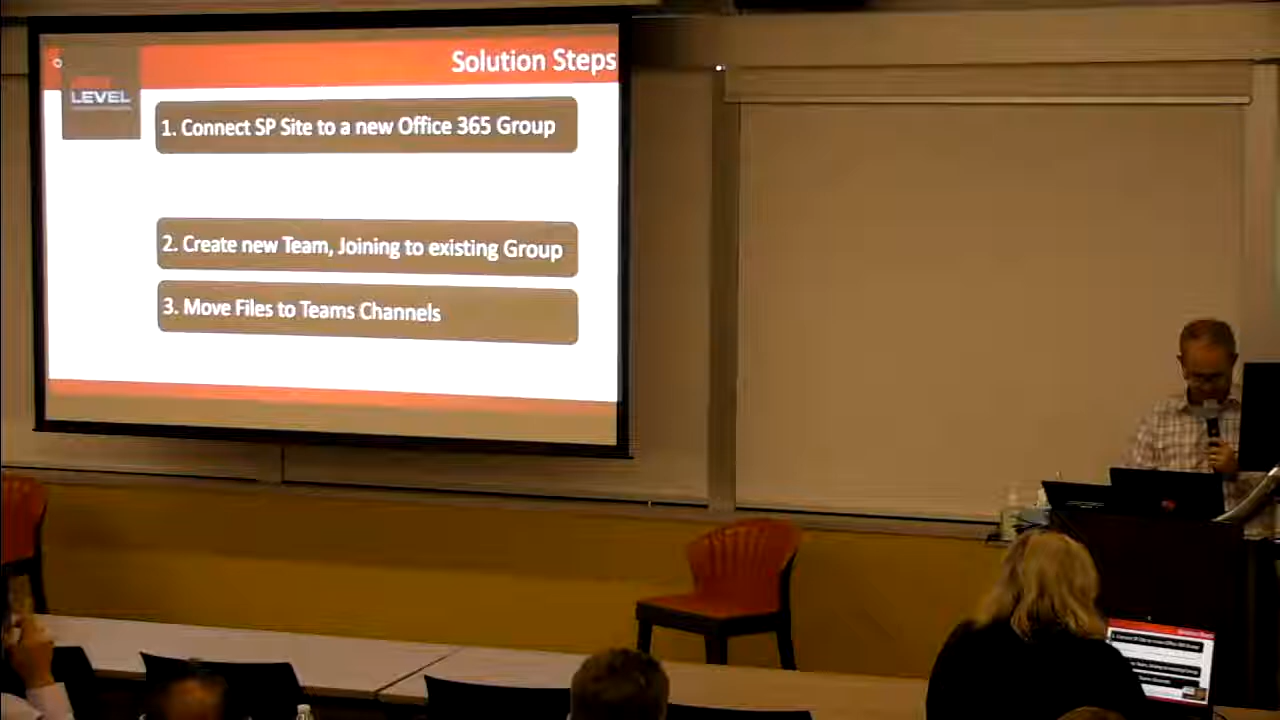 Solution Steps
LEVEL
1. Connect SP Site to a new Office 365 Group
2. Create new Team, Joining to existing Group
3. Move Files to Teams Channels